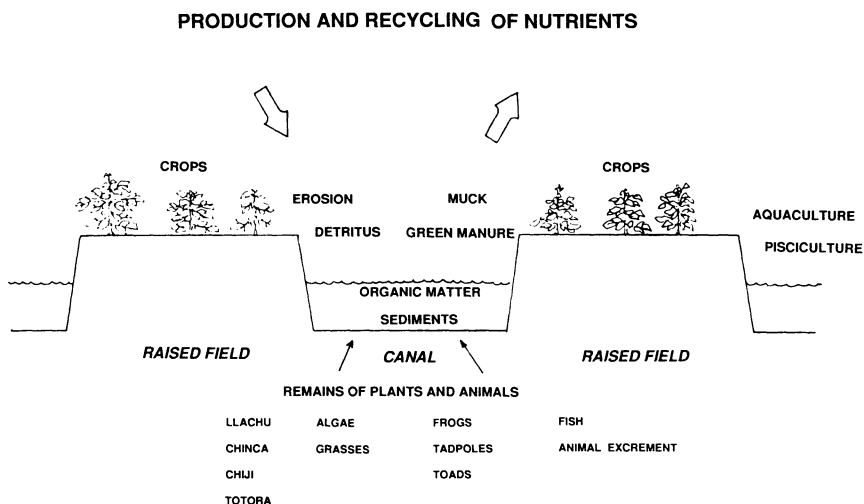 PRODUCTION AND RECYCLING OF NUTRIENTS
CROPS
CROPS
EROSION
MUCK
DETRITUS
GREEN MANURE
AQUACULTURE
PISCICULTURE
ORGANIC MATTER
SEDIMENTS
RAISED FIELD
CANAL
RAISED FIELD
REMAINS OF PLANTS AND ANIMALS
LLACHU ALGAE FROGS FISH
CHINCA GRASSES TADPOLES ANIMAL EXCREMENT
CHIJI TOADS
TOTORA